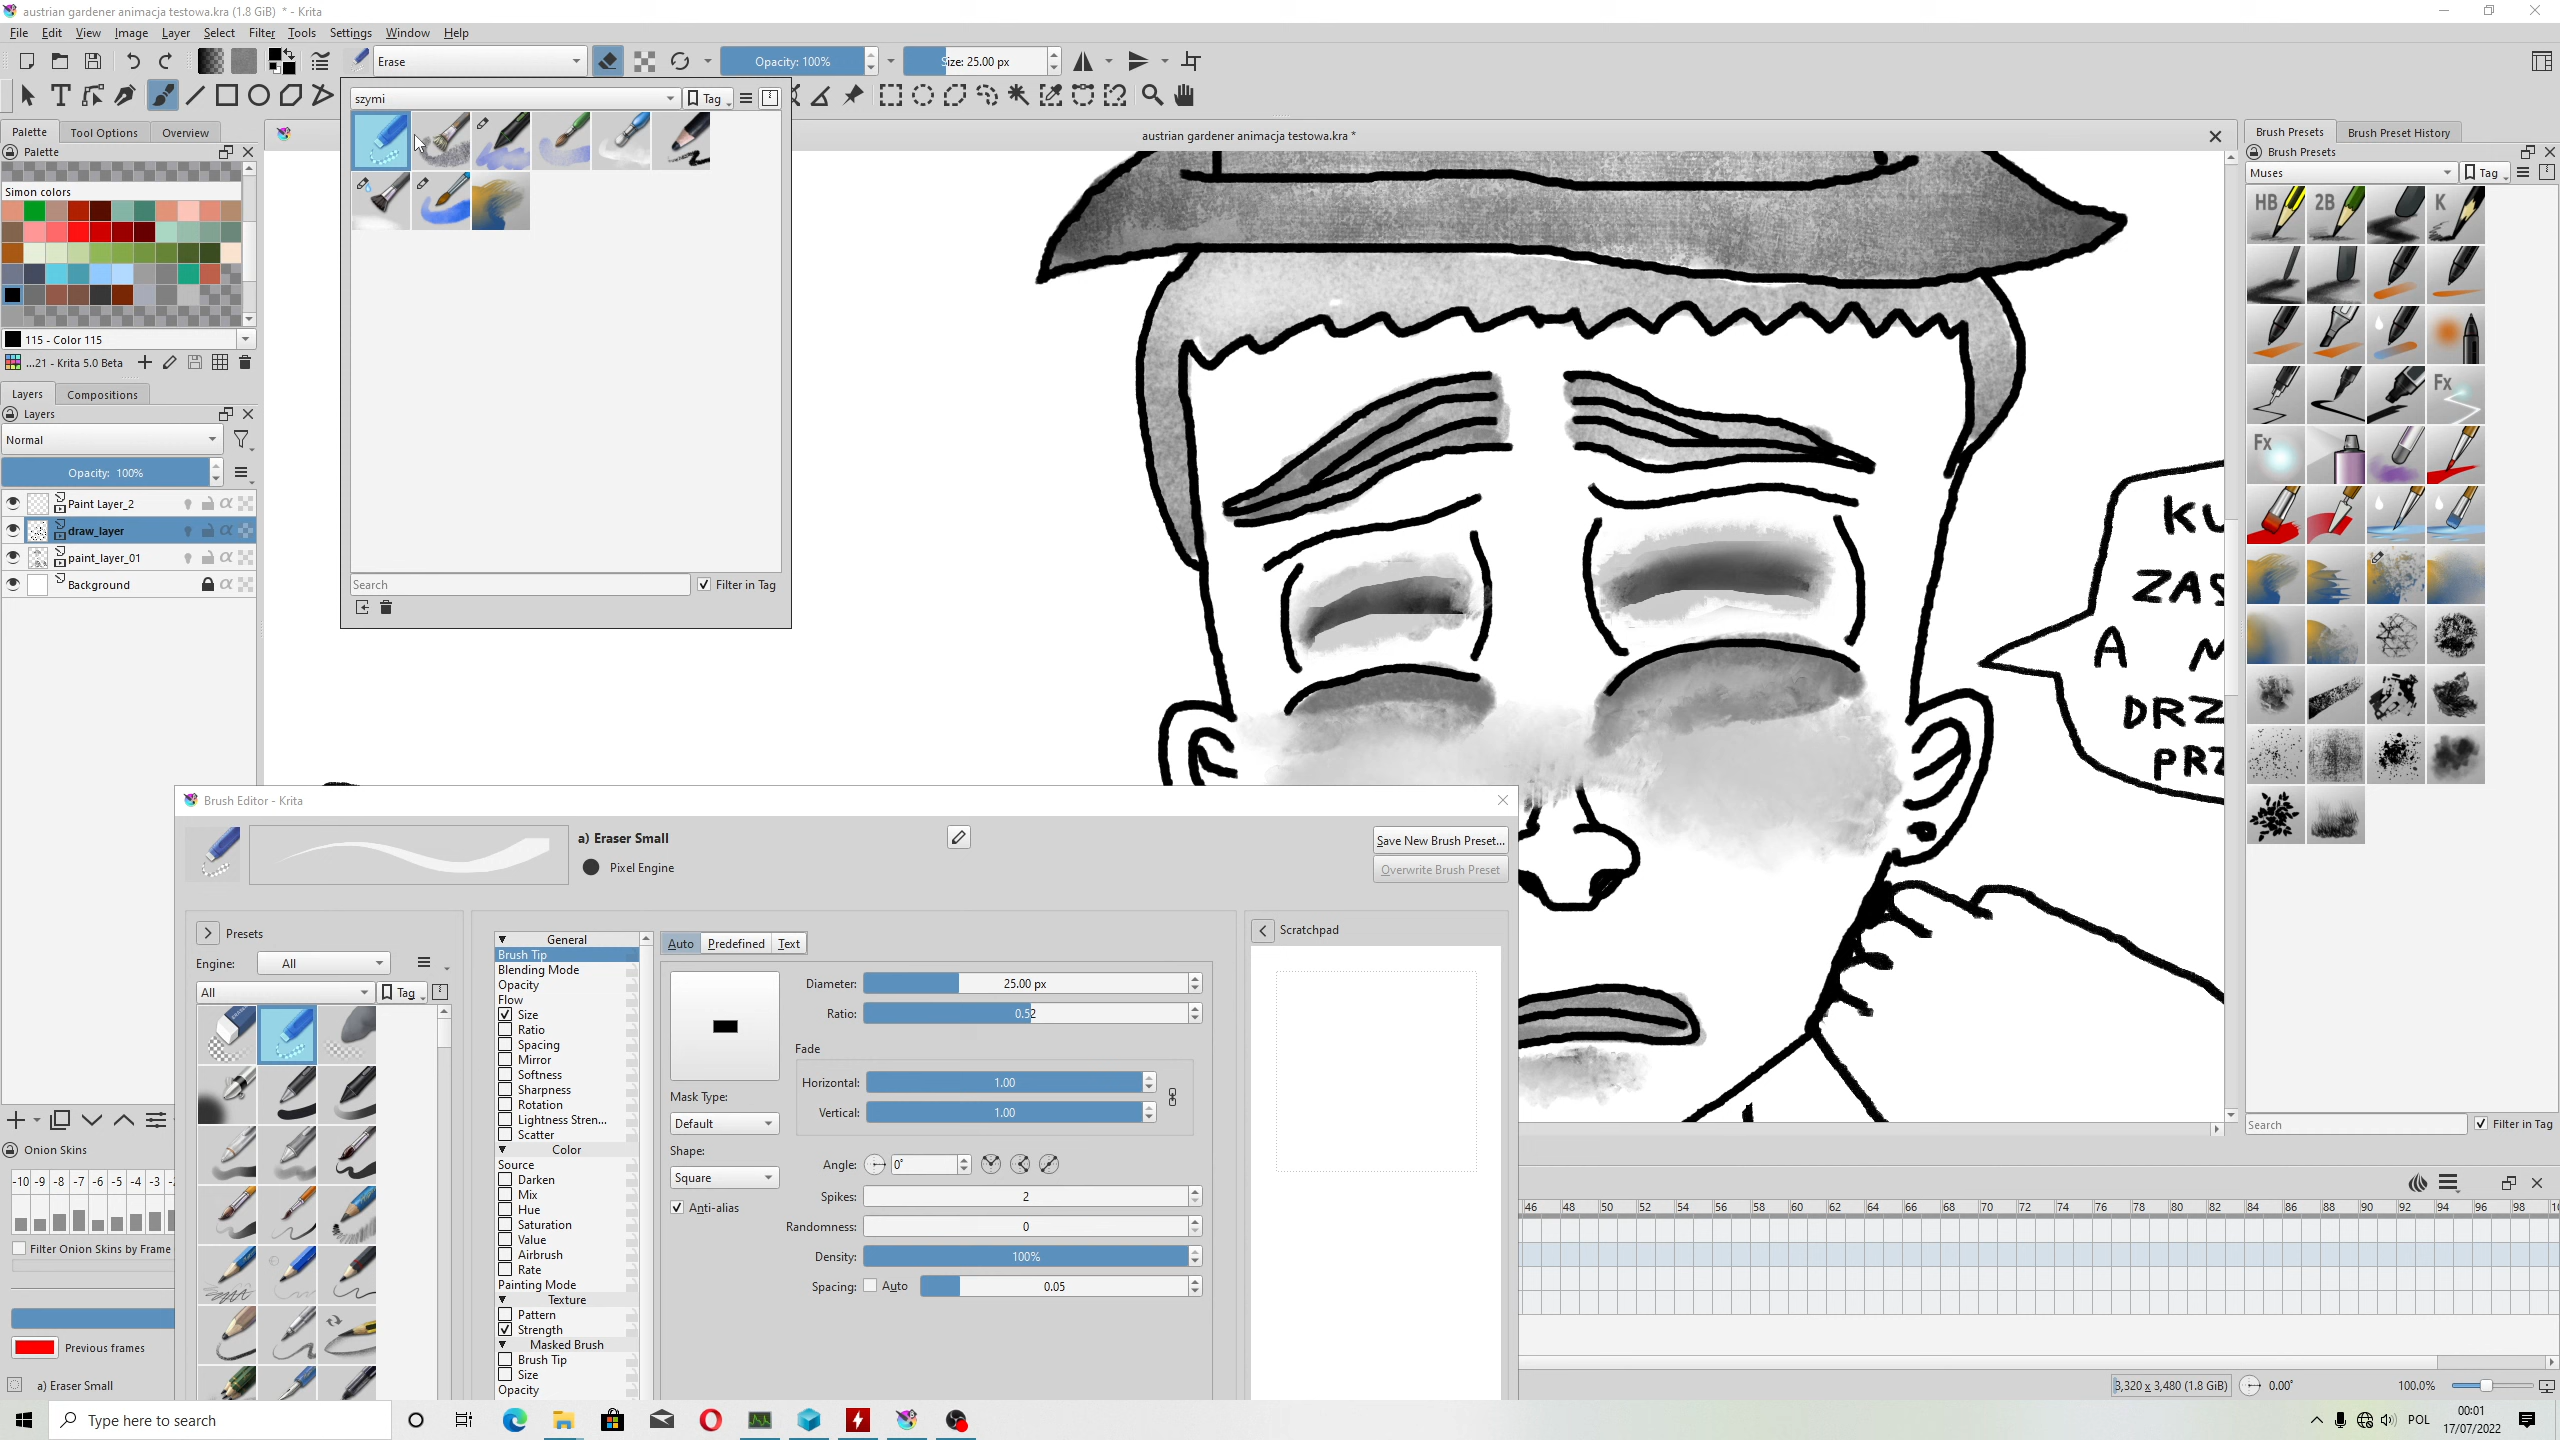 austrian gardener animacja testowa.kra (1.8 GiB) * - Krita
File Edit View Image Layer Select Filter Tools Settings Window Help
Erase
Opacity: 100%
Size: 25.00 px
szymi
Tag
Search
Filter in Tag
Palette Tool Options Overview
Palette
Simon colors
115 - Color 115
...21 - Krita 5.0 Beta
Layers Compositions
Layers
Normal
Opacity: 100%
Paint Layer_2
draw_layer
paint_layer_01
Background
Onion Skins
-10 -9 -8 -7 -6 -5 -4 -3
Filter Onion Skins by Frame
Previous frames
a) Eraser Small
austrian gardener animacja testowa.kra *
KU
ZAS
A M
DRZ
PRZ
Brush Presets Brush Preset History
Brush Presets
Muses
Tag
HB 2B K
Fx
Fx
Search
Filter in Tag
Brush Editor - Krita
a) Eraser Small
Pixel Engine
Save New Brush Preset...
Overwrite Brush Preset
Presets
Engine: All
All
Tag
General
Brush Tip
Blending Mode
Opacity
Flow
Size
Ratio
Spacing
Mirror
Softness
Sharpness
Rotation
Lightness Stren...
Scatter
Color
Source
Darken
Mix
Hue
Saturation
Value
Airbrush
Rate
Painting Mode
Texture
Pattern
Strength
Masked Brush
Brush Tip
Size
Opacity
Auto Predefined Text
Diameter: 25.00 px
Ratio: 0.52
Fade
Horizontal: 1.00
Vertical: 1.00
Mask Type:
Default
Shape:
Square
Anti-alias
Angle: 0°
Spikes: 2
Randomness: 0
Density: 100%
Spacing: Auto 0.05
Scratchpad
46 48 50 52 54 56 58 60 62 64 66 68 70 72 74 76 78 80 82 84 86 88 90 92 94 96 98
3,320 x 3,480 (1.8 GiB)
0.00°
100.0%
Type here to search
POL
00:01
17/07/2022